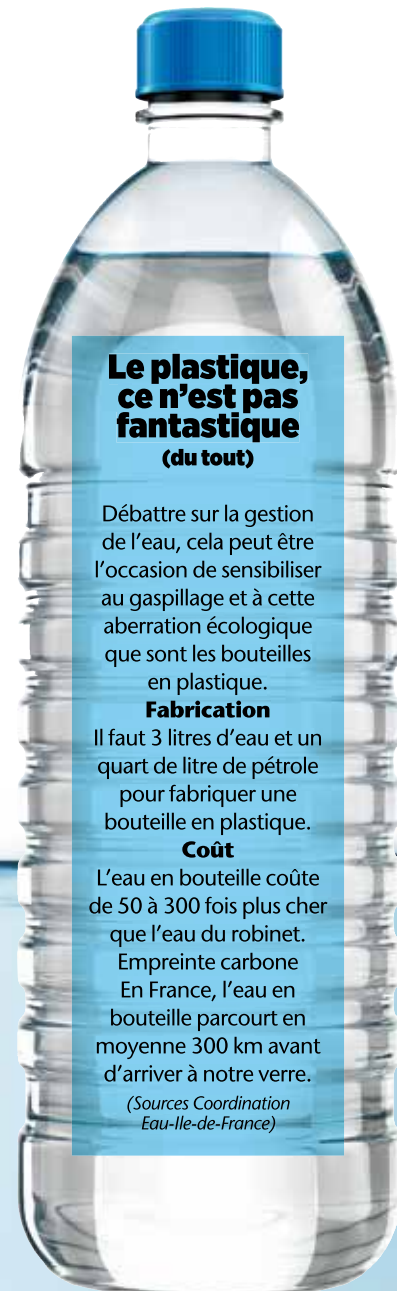 Le plastique,
ce n'est pas
fantastique
(du tout)
Débattre sur la gestion
de l'eau, cela peut être
l'occasion de sensibiliser
au gaspillage et à cette
aberration écologique
que sont les bouteilles
en plastique.
Fabrication
Il faut 3 litres d'eau et un
quart de litre de pétrole
pour fabriquer une
bouteille en plastique.
Coût
L'eau en bouteille coûte
de 50 à 300 fois plus cher
que l'eau du robinet.
Empreinte carbone
En France, l'eau en
bouteille parcourt en
moyenne 300 km avant
d'arriver à notre verre.
(Sources Coordination
Eau-Ile-de-France)